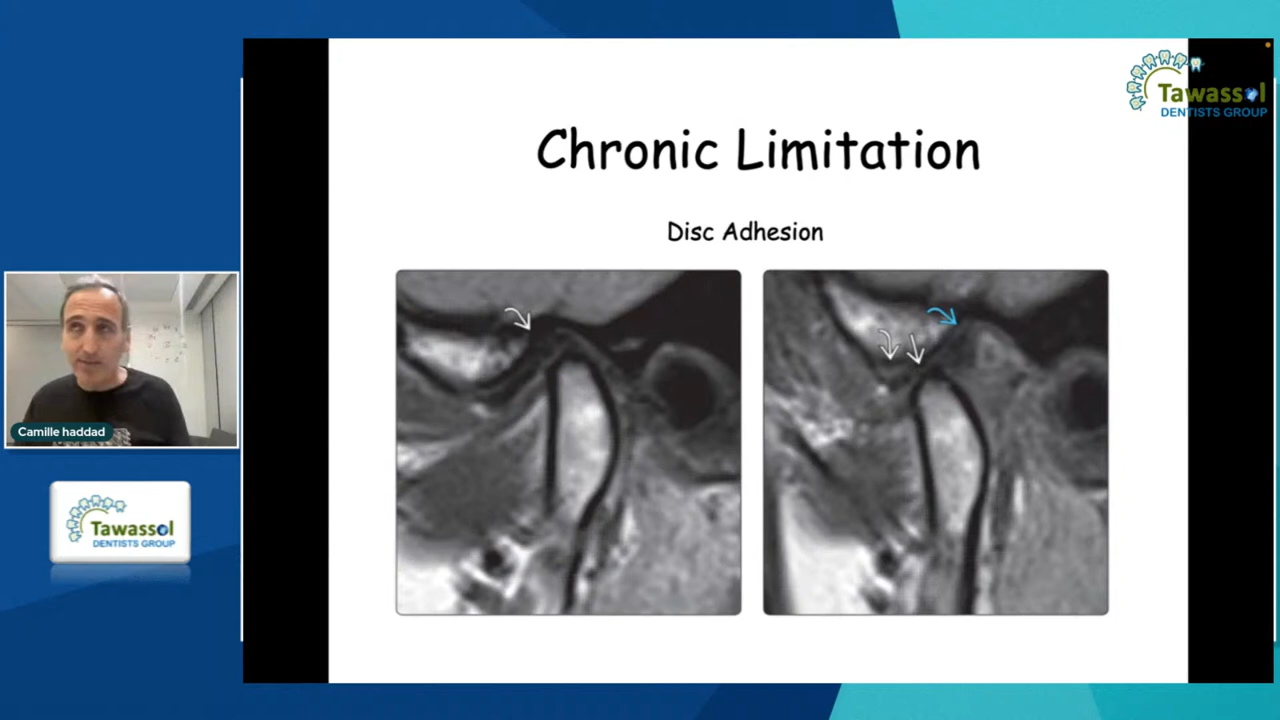 Tawassol
DENTISTS GROUP
Chronic Limitation
Disc Adhesion
Camille haddad
Tawassol
DENTISTS GROUP